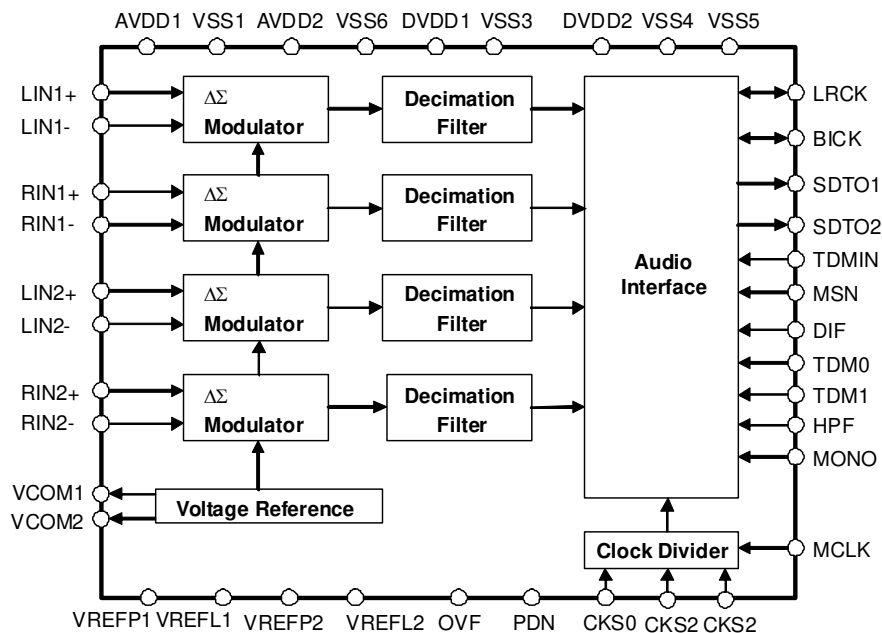 AVDD1 VSS1 AVDD2 VSS6 DVDD1 VSS3 DVDD2 VSS4 VSS5
LIN1+
LIN1-
RIN1+
RIN1-
LIN2+
LIN2-
RIN2+
RIN2-
VCOM1
VCOM2
ΔΣ
Modulator
Decimation
Filter
ΔΣ
Modulator
Decimation
Filter
ΔΣ
Modulator
Decimation
Filter
ΔΣ
Modulator
Decimation
Filter
Voltage Reference
Audio
Interface
Clock Divider
LRCK
BICK
SDTO1
SDTO2
TDMIN
MSN
DIF
TDM0
TDM1
HPF
MONO
MCLK
VREFP1 VREFL1 VREFP2 VREFL2 OVF PDN CKS0 CKS2 CKS2